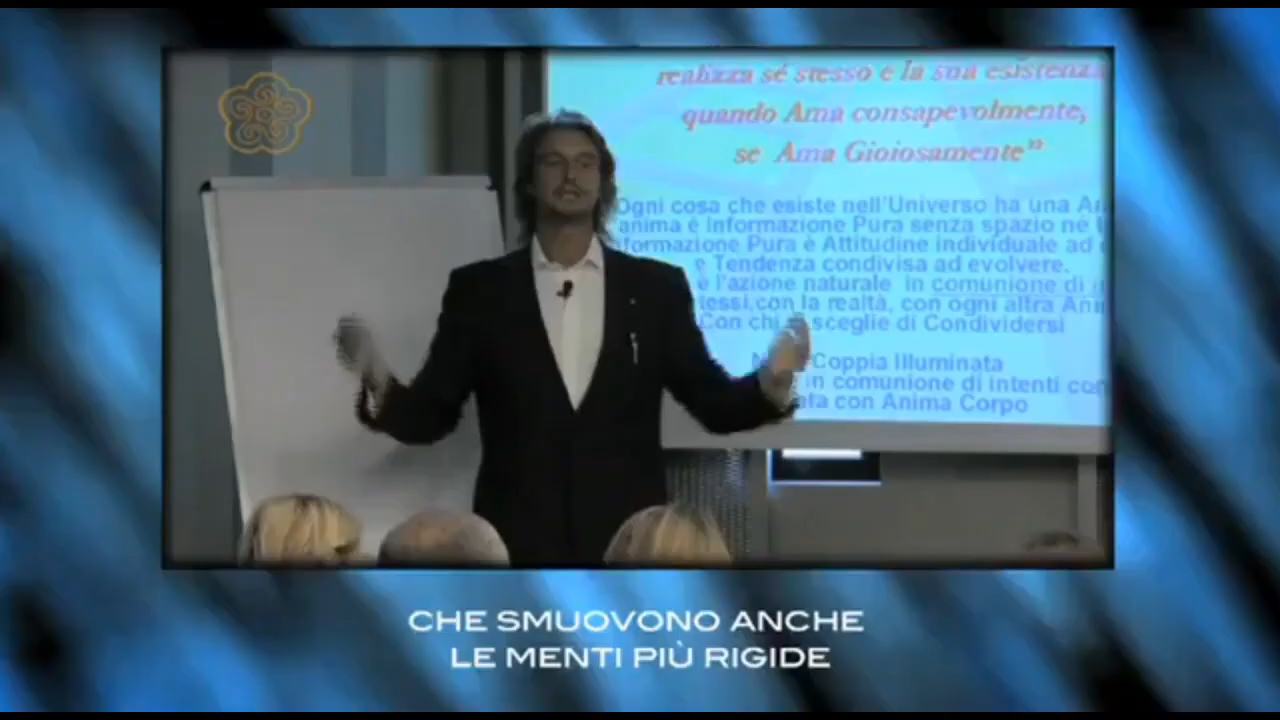 realizza sé stesso e la sua esistenza
quando Ama consapevolmente,
se Ama Gioiosamente"
Ogni cosa che esiste nell'Universo ha una
anima è Informazione Pura senza spazio né
Informazione Pura è Attitudine individuale ad
e Tendenza condivisa ad evolvere.
è l'azione naturale in comunione di
con la realtà, con ogni altra
Con chi sceglie di Condividersi
Coppia Illuminata
in comunione di intenti
con Anima Corpo
CHE SMUOVONO ANCHE
LE MENTI PIÙ RIGIDE